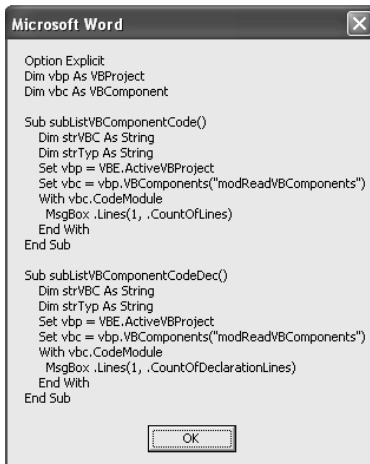 Microsoft Word
Option Explicit
Dim vbp As VBProject
Dim vbc As VBComponent
Sub subListVBComponentCode()
Dim strVBC As String
Dim strTyp As String
Set vbp = VBE.ActiveVBProject
Set vbc = vbp.VBComponents("modReadVBComponents")
With vbc.CodeModule
MsgBox .Lines(1, .CountOfLines)
End With
End Sub
Sub subListVBComponentCodeDec()
Dim strVBC As String
Dim strTyp As String
Set vbp = VBE.ActiveVBProject
Set vbc = vbp.VBComponents("modReadVBComponents")
With vbc.CodeModule
MsgBox .Lines(1, .CountOfDeclarationLines)
End With
End Sub
OK